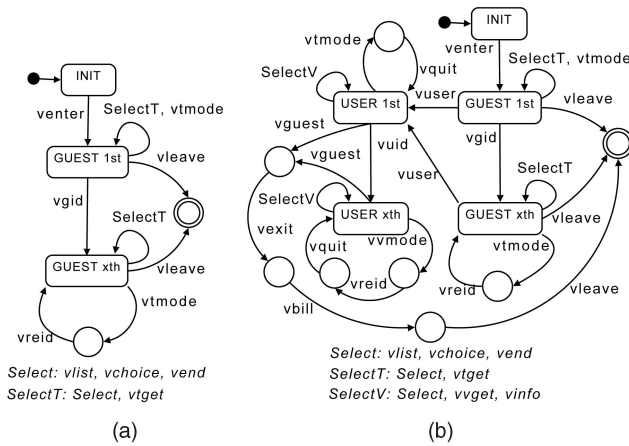 INIT
venter
SelectT, vtmode
GUEST 1st
vleave
vgid
SelectT
GUEST xth
vleave
vtmode
vreid
Select: vlist, vchoice, vend
SelectT: Select, vtget
(a)
INIT
vtmode
venter
SelectT, vtmode
SelectV
vquit
vuser
USER 1st
GUEST 1st
vleave
vguest
vuid
vgid
vguest
vuser
SelectT
SelectV
USER xth
GUEST xth
vleave
vexit
vquit
vvmode
vtmode
vreid
vreid
vleave
vbill
Select: vlist, vchoice, vend
SelectT: Select, vtget
SelectV: Select, vvget, vinfo
(b)